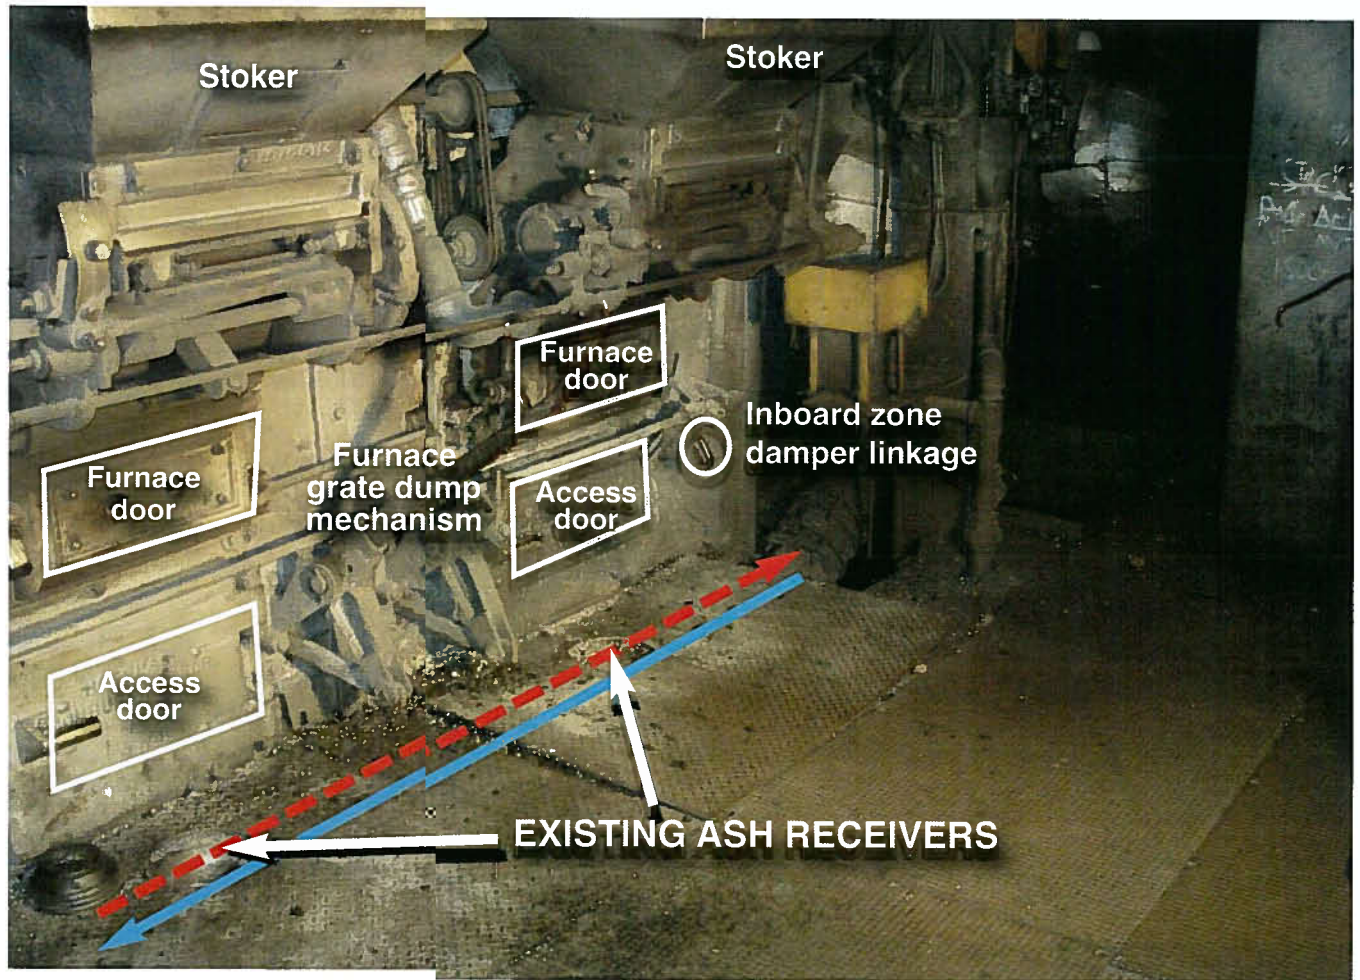 Stoker
Stoker
Furnace
door
Inboard zone
damper linkage
Furnace
door
Furnace
grate dump
mechanism
Access
door
Access
door
EXISTING ASH RECEIVERS